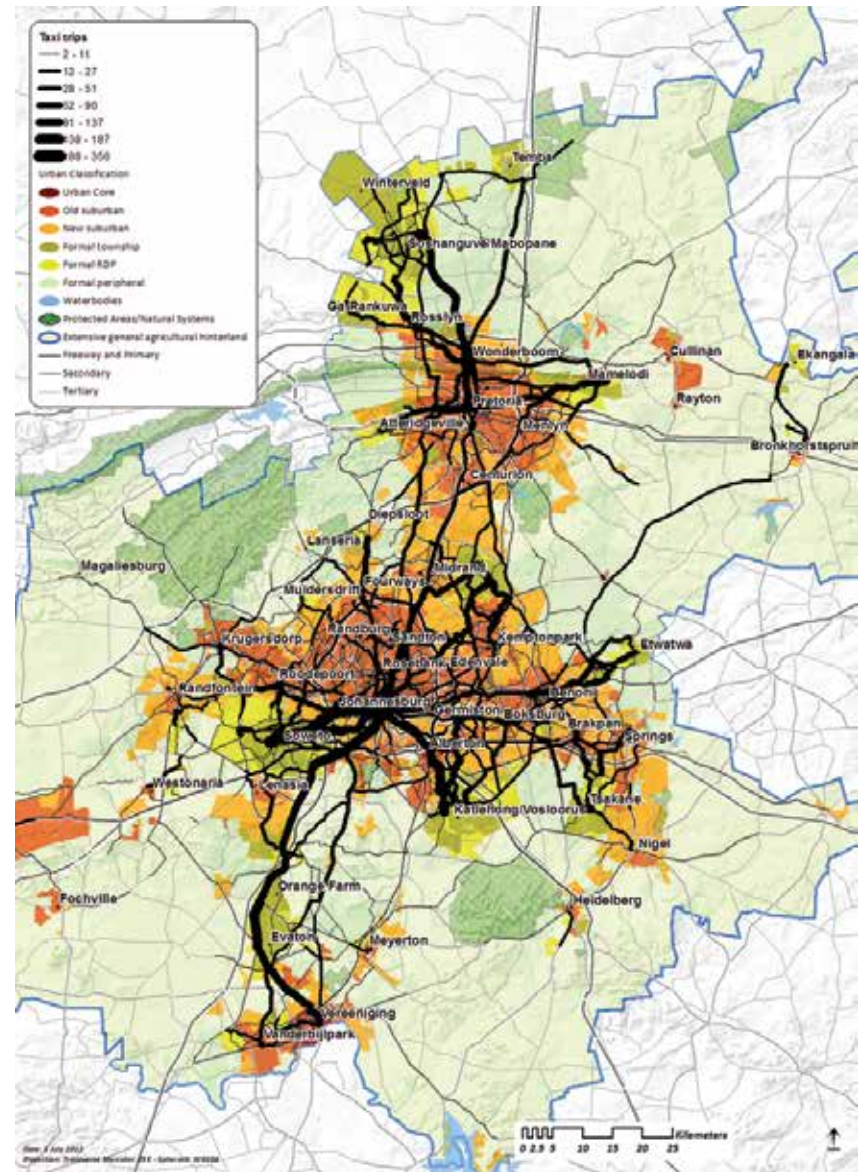 Taxi trips
2 - 11
12 - 27
28 - 51
52 - 90
91 - 137
138 - 187
188 - 356
Urban Classification
Urban Core
Old suburban
New suburban
Formal township
Formal RDP
Formal peripheral
Waterbodies
Protected Areas/Natural Systems
Extensive general agricultural hinterland
Freeway and Primary
Secondary
Tertiary
Temba
Winterveld
Soshanguve/Mabopane
Ga-Rankuwa
Rosslyn
Wonderboom
Cullinan
Ekangala
Mamelodi
Pretoria
Rayton
Atteridgeville
Menlyn
Bronkhorstspruit
Centurion
Diepsloot
Lanseria
Magaliesburg
Midrand
Fourways
Muldersdrift
Randburg
Sandton
Kemptonpark
Krugersdorp
Etwatwa
Rosebank
Edenvale
Roodepoort
Randfontein
Benoni
Johannesburg
Germiston
Boksburg
Brakpan
Soweto
Alberton
Springs
Westonaria
Lenasia
Tsakane
Katlehong/Vosloorus
Nigel
Orange Farm
Fochville
Heidelberg
Evaton
Meyerton
Vereeniging
Vanderbijlpark
Kilometers
0 2.5 5 10 15 20 25